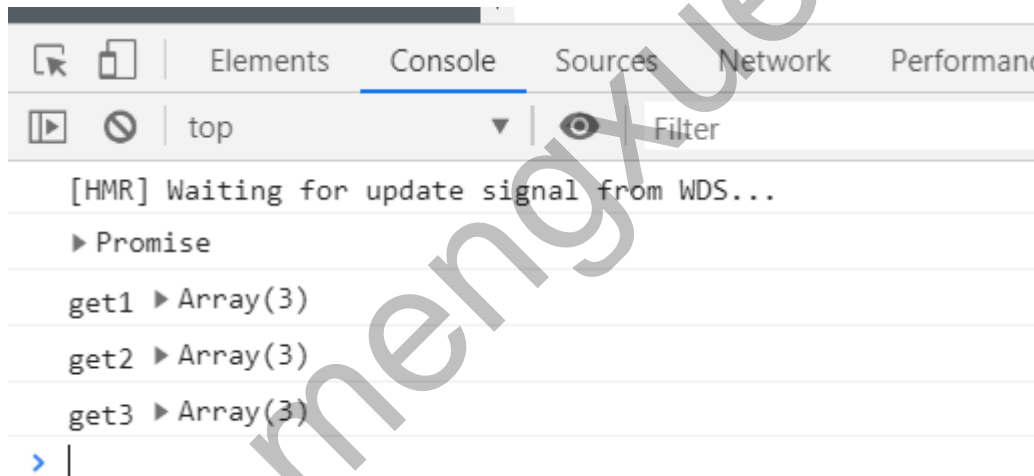 Elements Console Sources Network Performanc
top Filter
[HMR] Waiting for update signal from WDS...
Promise
get1 Array(3)
get2 Array(3)
get3 Array(3)
mengxue